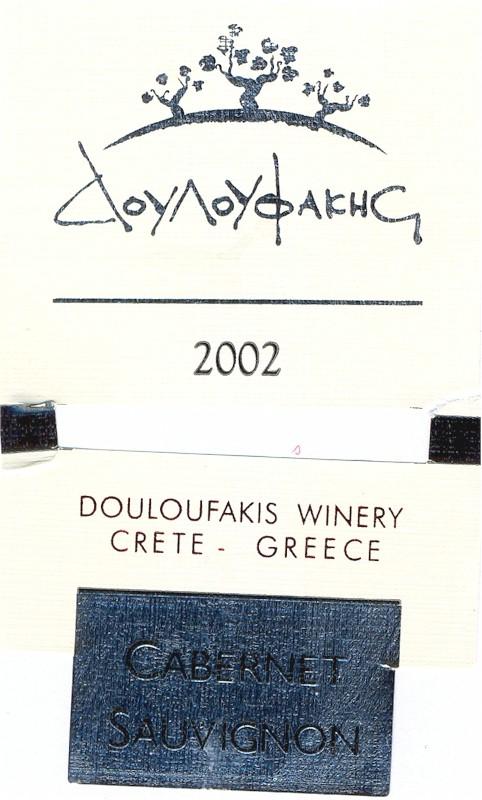 Δουλουφακης
2002
DOULOUFAKIS WINERY
CRETE - GREECE
CABERNET
SAUVIGNON